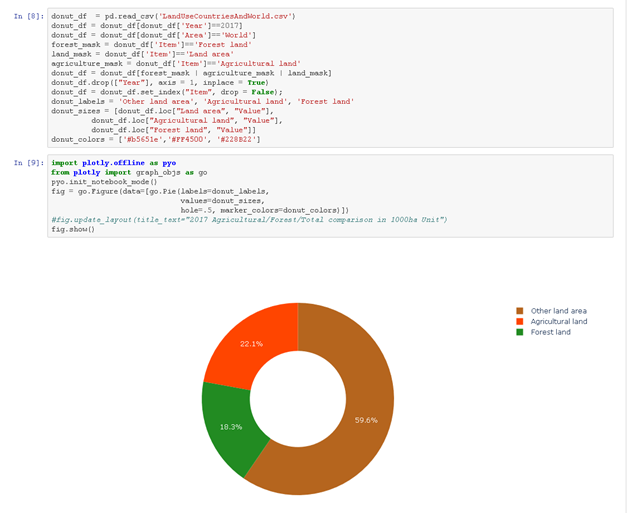 In [8]:
donut_df  = pd.read_csv('LandUseCountriesAndWorld.csv')
donut_df = donut_df[donut_df['Year']==2017]
donut_df = donut_df[donut_df['Area']=='World']
forest_mask = donut_df['Item']=='Forest land'
land_mask = donut_df['Item']=='Land area'
agriculture_mask = donut_df['Item']=='Agricultural land'
donut_df = donut_df[forest_mask | agriculture_mask | land_mask]
donut_df.drop(["Year"], axis = 1, inplace = True)
donut_df = donut_df.set_index("Item", drop = False);
donut_labels = 'Other land area', 'Agricultural land', 'Forest land'
donut_sizes = [donut_df.loc["Land area", "Value"],
         donut_df.loc["Agricultural land", "Value"],
         donut_df.loc["Forest land", "Value"]]
donut_colors = ['#b5651e','#FF4500', '#228B22']
In [9]:
import plotly.offline as pyo
from plotly import graph_objs as go
pyo.init_notebook_mode()
fig = go.Figure(data=[go.Pie(labels=donut_labels,
                             values=donut_sizes,
                             hole=.5, marker_colors=donut_colors)])
#fig.update_layout(title_text="2017 Agricultural/Forest/Total comparison in 1000ha Unit")
fig.show()
Other land area
Agricultural land
Forest land
22.1%
59.6%
18.3%